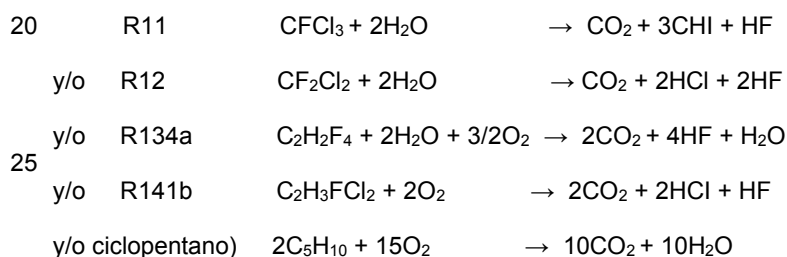 20 R11 CFCl₃ + 2H₂O → CO₂ + 3CHI + HF
y/o R12 CF₂Cl₂ + 2H₂O → CO₂ + 2HCl + 2HF
y/o R134a C₂H₂F₄ + 2H₂O + 3/2O₂ → 2CO₂ + 4HF + H₂O
25
y/o R141b C₂H₃FCl₂ + 2O₂ → 2CO₂ + 2HCl + HF
y/o ciclopentano) 2C₅H₁₀ + 15O₂ → 10CO₂ + 10H₂O